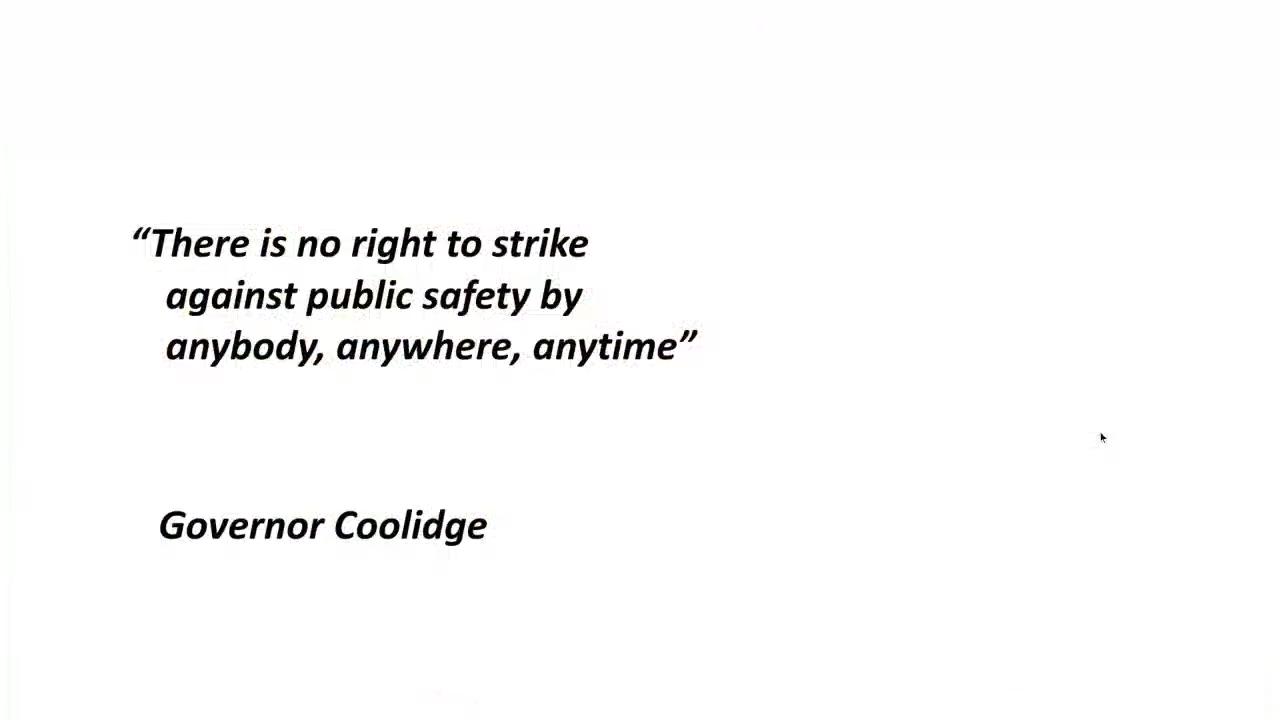 “There is no right to strike
against public safety by
anybody, anywhere, anytime”
Governor Coolidge